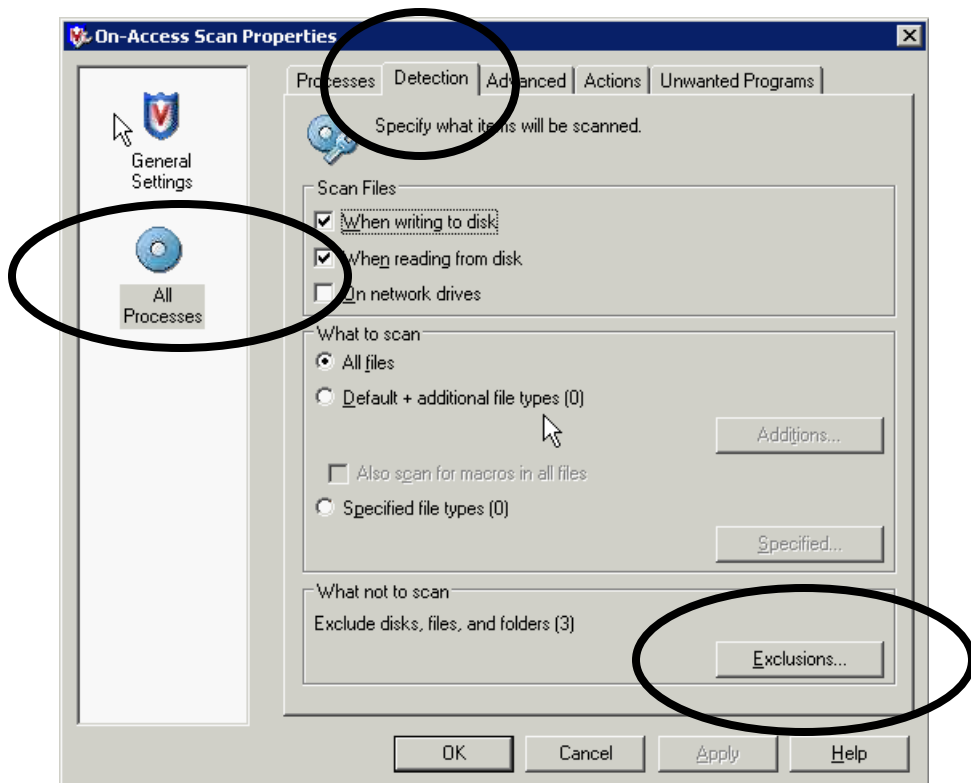 On-Access Scan Properties
General
Settings
All
Processes
Processes
Detection
Advanced
Actions
Unwanted Programs
Specify what items will be scanned.
Scan Files
When writing to disk
When reading from disk
On network drives
What to scan
All files
Default + additional file types (0)
Additions...
Also scan for macros in all files
Specified file types (0)
Specified...
What not to scan
Exclude disks, files, and folders (3)
Exclusions...
OK
Cancel
Apply
Help